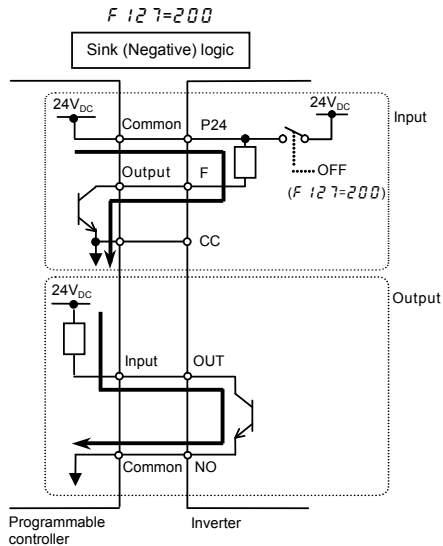 F127=200
Sink (Negative) logic
24VDC
24VDC
Input
Common
P24
Output
F
OFF
(F127=200)
CC
24VDC
Output
Input
OUT
Common
NO
Programmable
controller
Inverter